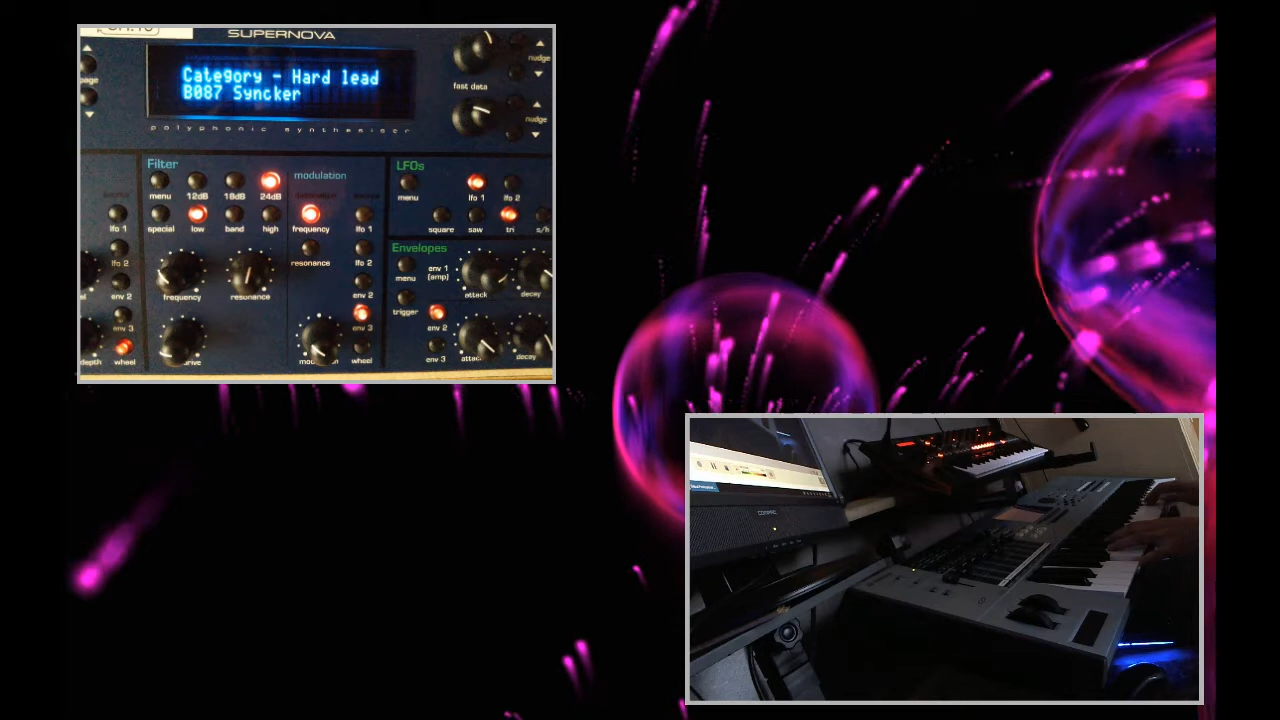 SUPERNOVA
Category - Hard lead
B087 Syncker
polyphonic synthesiser
nudge
fast data
nudge
page
Filter
modulation
LFOs
menu 12dB 18dB 24dB
menu lfo 1 lfo 2
special low band high
frequency
lfo 1
square saw tri s/h
lfo 1
resonance
lfo 2
lfo 2
Envelopes
menu
env 1 (amp)
attack decay
env 2
frequency resonance
env 2
trigger
env 2
env 3
env 3
depth wheel
drive
wheel
env 3
decay
COMPAQ